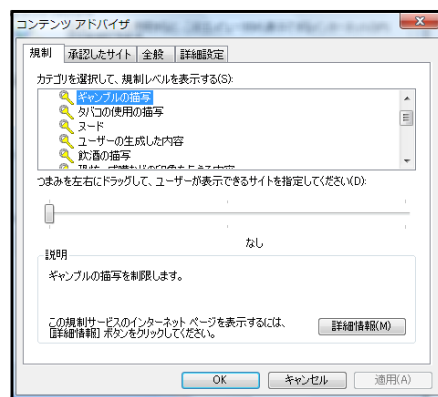 コンテンツ アドバイザ
規制 承認したサイト 全般 詳細設定
カテゴリを選択して、規制レベルを表示する(S):
ギャンブルの描写
タバコの使用の描写
ヌード
ユーザーの生成した内容
飲酒の描写
つまみを左右にドラッグして、ユーザーが表示できるサイトを指定してください(D):
なし
説明
ギャンブルの描写を制限します。
この規制サービスのインターネット ページを表示するには、
[詳細情報] ボタンをクリックしてください。
詳細情報(M)
OK キャンセル 適用(A)